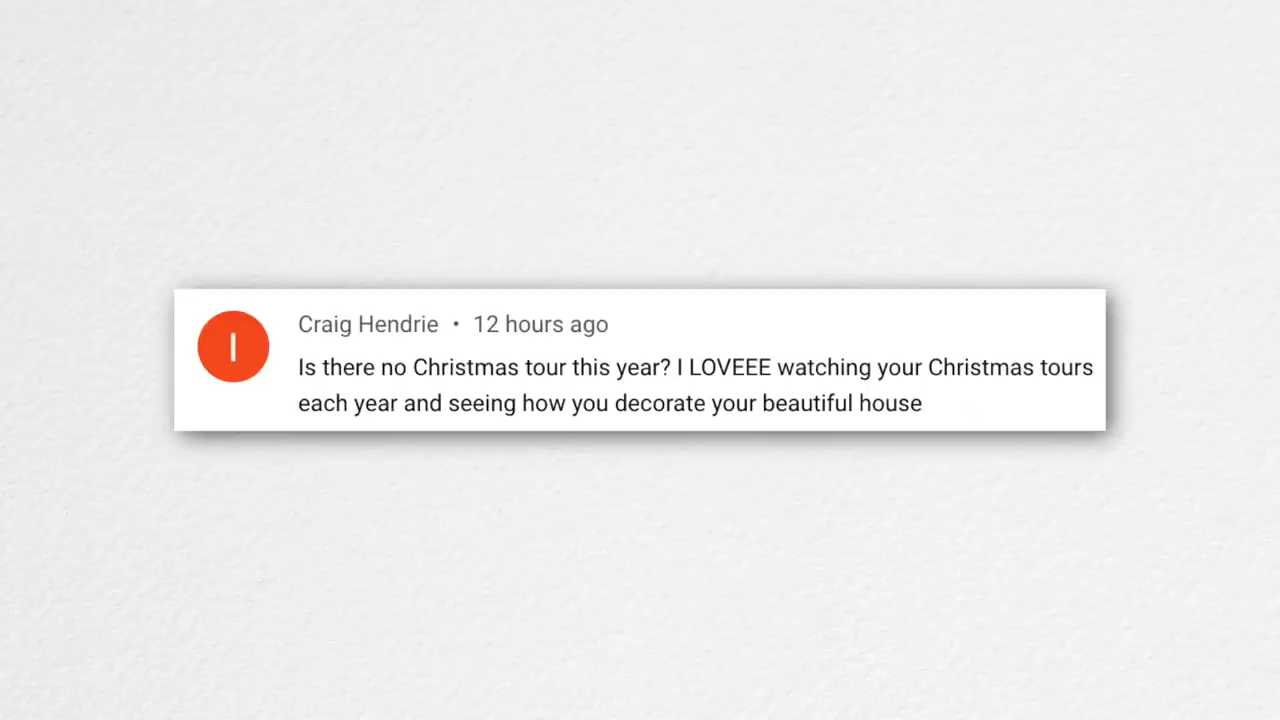 I
Craig Hendrie • 12 hours ago
Is there no Christmas tour this year? I LOVEEE watching your Christmas tours
each year and seeing how you decorate your beautiful house